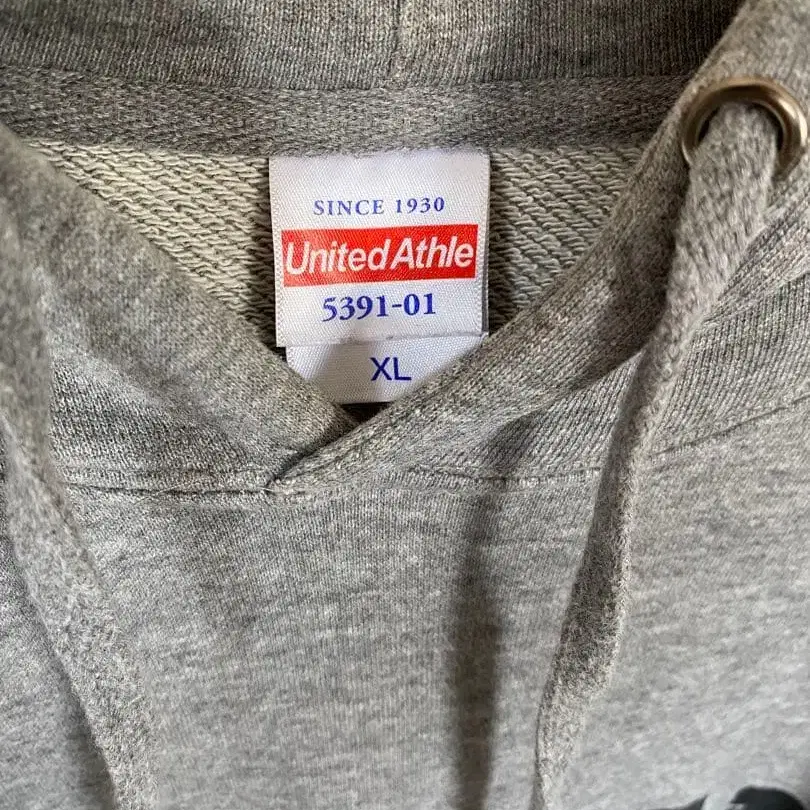 SINCE 1930
United Athle
5391-01
XL